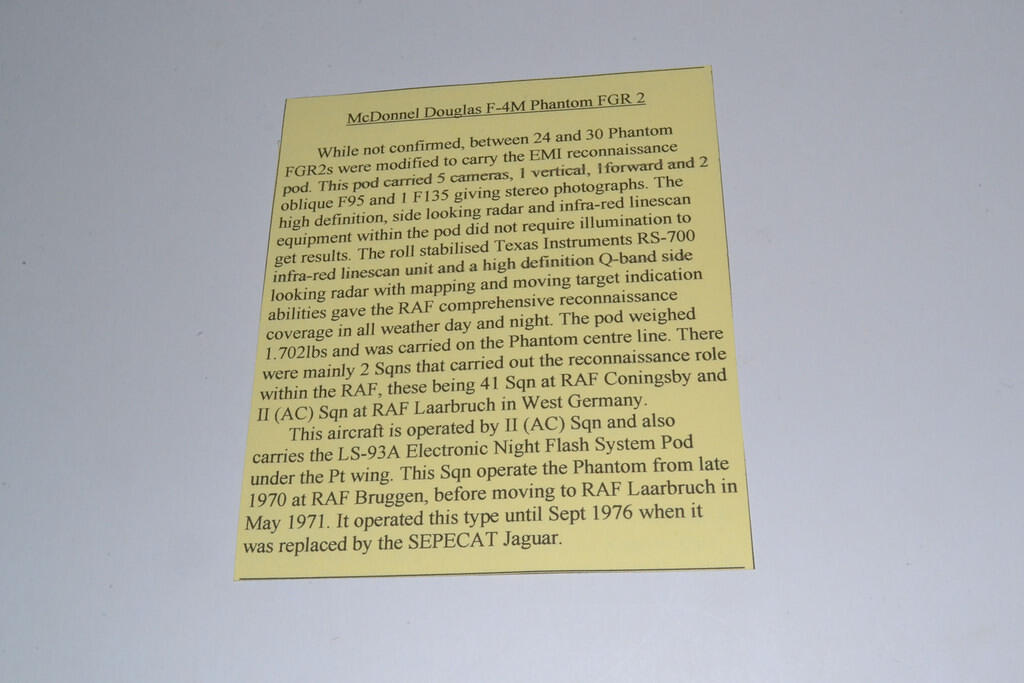 McDonnel Douglas F-4M Phantom FGR 2
While not confirmed, between 24 and 30 Phantom
FGR2s were modified to carry the EMI reconnaissance
pod. This pod carried 5 cameras, 1 vertical, 1forward and 2
oblique F95 and 1 F135 giving stereo photographs. The
high definition, side looking radar and infra-red linescan
equipment within the pod did not require illumination to
get results. The roll stabilised Texas Instruments RS-700
infra-red linescan unit and a high definition Q-band side
looking radar with mapping and moving target indication
abilities gave the RAF comprehensive reconnaissance
coverage in all weather day and night. The pod weighed
1.702lbs and was carried on the Phantom centre line. There
were mainly 2 Sqns that carried out the reconnaissance role
within the RAF, these being 41 Sqn at RAF Coningsby and
II (AC) Sqn at RAF Laarbruch in West Germany.
This aircraft is operated by II (AC) Sqn and also
carries the LS-93A Electronic Night Flash System Pod
under the Pt wing. This Sqn operate the Phantom from late
1970 at RAF Bruggen, before moving to RAF Laarbruch in
May 1971. It operated this type until Sept 1976 when it
was replaced by the SEPECAT Jaguar.